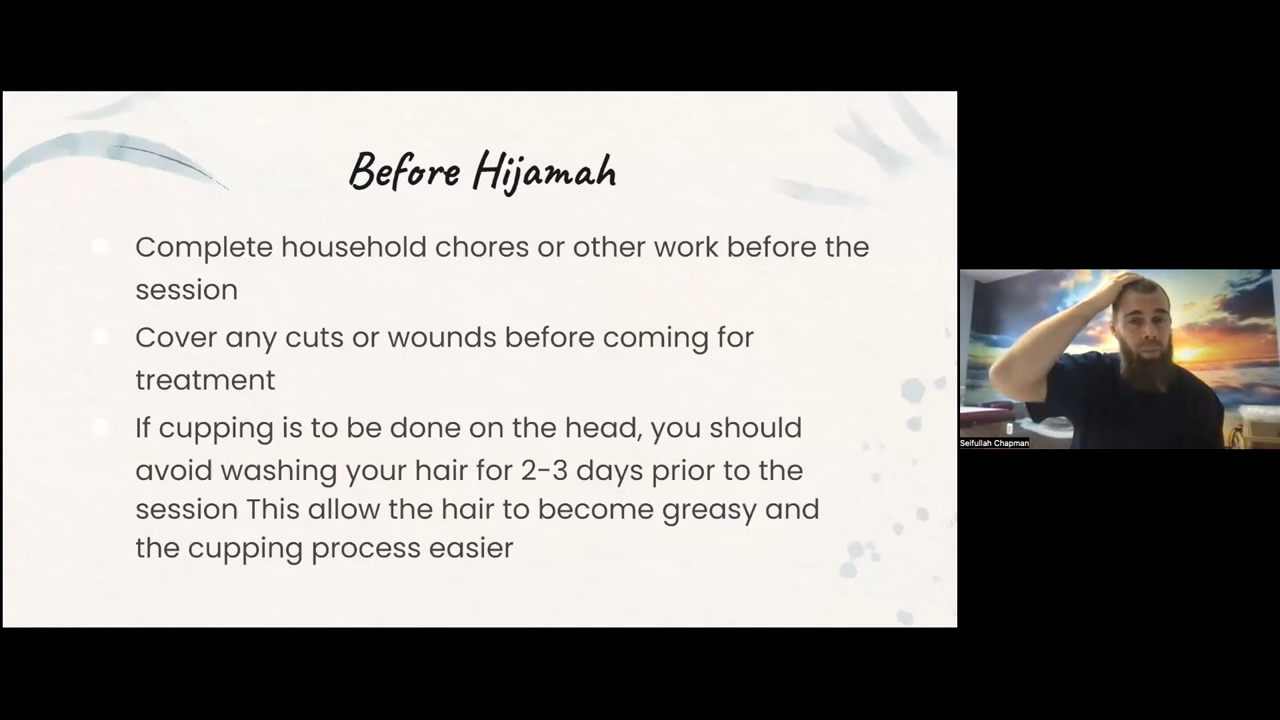 Before Hijamah
Complete household chores or other work before the
session
Cover any cuts or wounds before coming for
treatment
If cupping is to be done on the head, you should
avoid washing your hair for 2-3 days prior to the
session This allow the hair to become greasy and
the cupping process easier
Seifullah Chapman